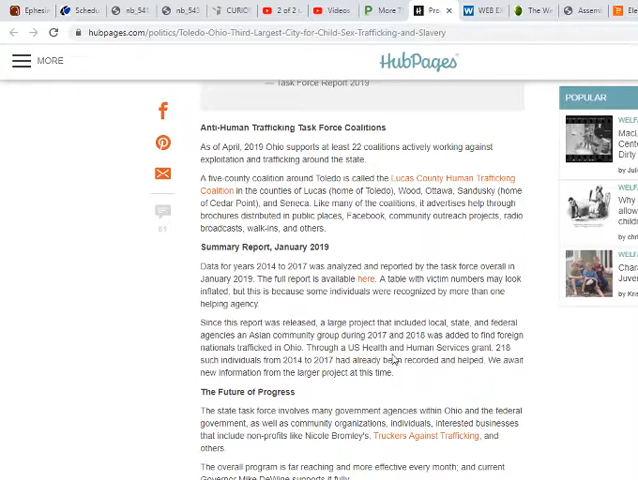 Ephesi
Schedu
nb_541
nb_543
CURIO
2 of 2
Videos
More T
Pro
WEB EX
The W
Assem
Ele
hubpages.com/politics/Toledo-Ohio-Third-Largest-City-for-Child-Sex-Trafficking-and-Slavery
MORE
HubPages
— Task Force Report 2019
Anti-Human Trafficking Task Force Coalitions
As of April, 2019 Ohio supports at least 22 coalitions actively working against
exploitation and trafficking around the state.
A five-county coalition around Toledo is called the Lucas County Human Trafficking
Coalition in the counties of Lucas (home of Toledo), Wood, Ottawa, Sandusky (home
of Cedar Point), and Seneca. Like many of the coalitions, it advertises help through
brochures distributed in public places, Facebook, community outreach projects, radio
broadcasts, walk-ins, and others.
Summary Report, January 2019
Data for years 2014 to 2017 was analyzed and reported by the task force overall in
January 2019. The full report is available here. A table with victim numbers may look
inflated, but this is because some individuals were recognized by more than one
helping agency.
Since this report was released, a large project that included local, state, and federal
agencies an Asian community group during 2017 and 2018 was added to find foreign
nationals trafficked in Ohio. Through a US Health and Human Services grant, 218
such individuals from 2014 to 2017 had already been recorded and helped. We await
new information from the larger project at this time.
The Future of Progress
The state task force involves many government agencies within Ohio and the federal
government, as well as community organizations, individuals, interested businesses
that include non-profits like Nicole Bromley's, Truckers Against Trafficking, and
others.
The overall program is far reaching and more effective every month; and current
Governor Mike DeWine supports it fully.
81
POPULAR
WELFA
MacL
Cente
Dirty
by Juli
WELFA
Why
allow
childr
by chri
WELFA
Chara
Juven
by Kris